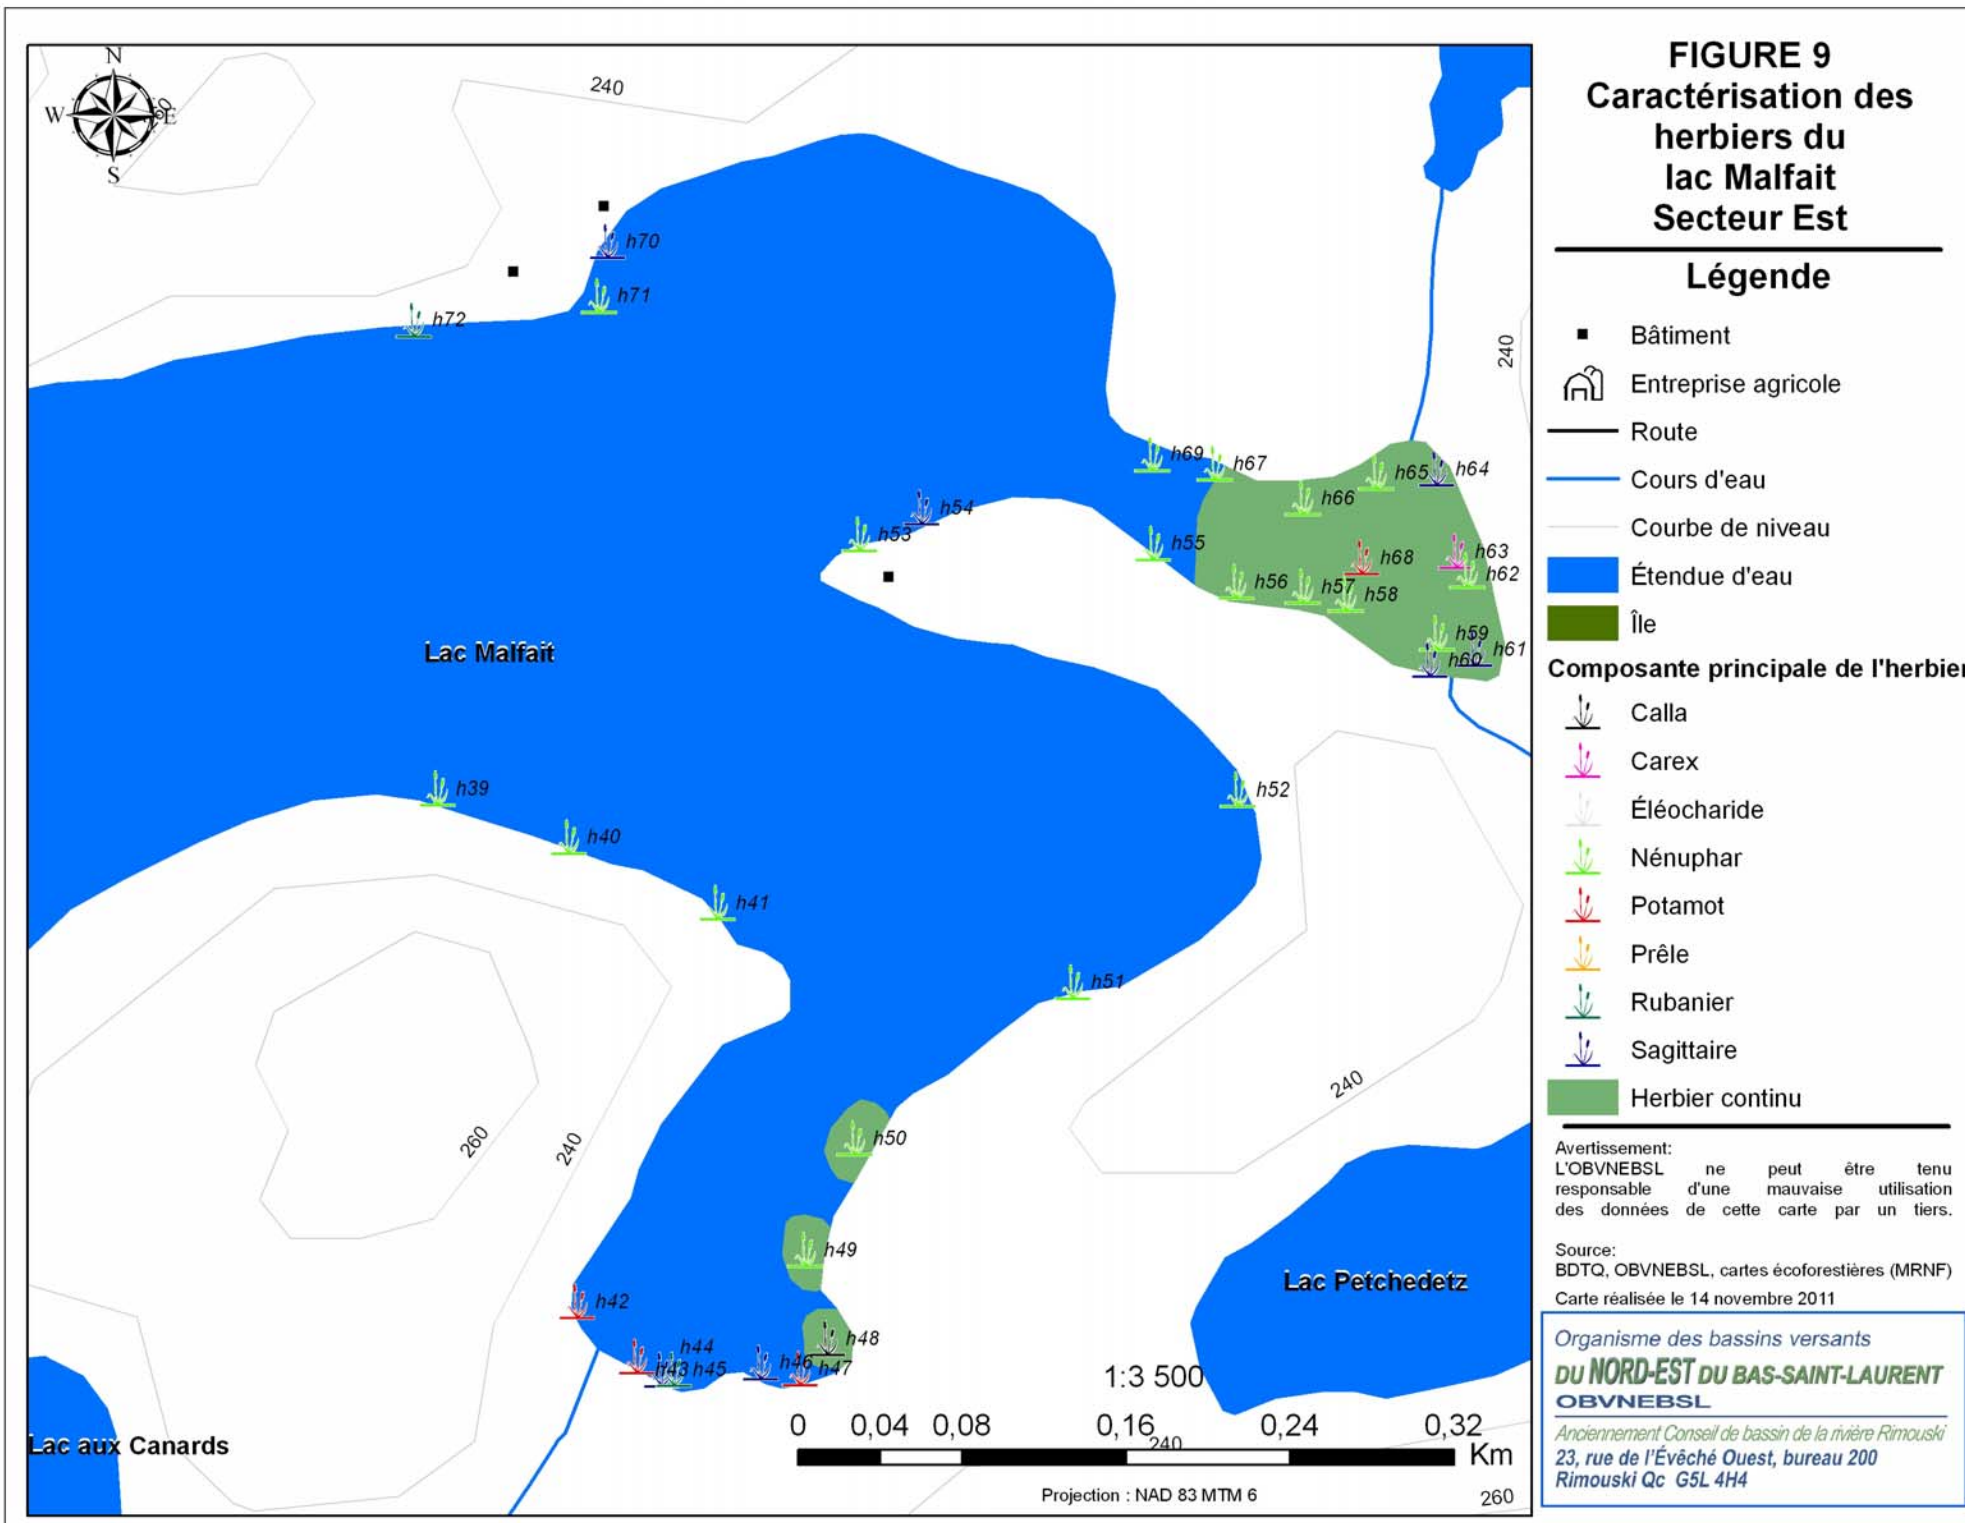 FIGURE 9
Caractérisation des
herbiers du
lac Malfait
Secteur Est
Légende
Bâtiment
Entreprise agricole
Route
Cours d'eau
Courbe de niveau
Étendue d'eau
Île
Composante principale de l'herbier
Calla
Carex
Éléocharide
Nénuphar
Potamot
Prêle
Rubanier
Sagittaire
Herbier continu
Avertissement:
L'OBVNEBSL ne peut être tenu
responsable d'une mauvaise utilisation
des données de cette carte par un tiers.
Source:
BDTQ, OBVNEBSL, cartes écoforestières (MRNF)
Carte réalisée le 14 novembre 2011
Organisme des bassins versants
DU NORD-EST DU BAS-SAINT-LAURENT
OBVNEBSL
Anciennement Conseil de bassin de la rivière Rimouski
23, rue de l'Évêché Ouest, bureau 200
Rimouski Qc G5L 4H4
N
W
E
S
240
h70
h71
h72
240
h69
h67
h65
h64
h66
h54
h53
h55
h68
h63
h62
h56
h57
h58
h59
h61
h60
Lac Malfait
h39
h52
h40
h41
h51
240
260
240
h50
h49
Lac Petchedetz
h42
h48
h44
h43
h45
h46
h47
1:3 500
0 0,04 0,08 0,16 0,24 0,32
Km
240
Lac aux Canards
Projection : NAD 83 MTM 6
260